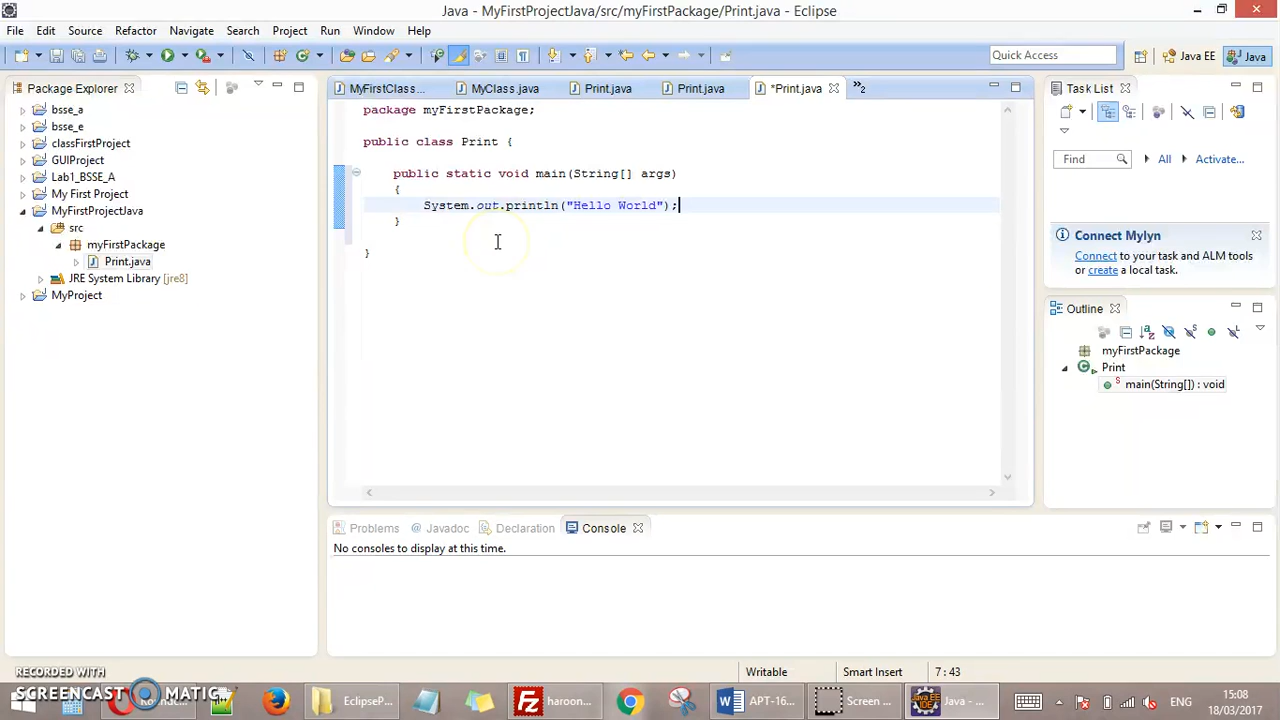 Java - MyFirstProjectJava/src/myFirstPackage/Print.java - Eclipse
File Edit Source Refactor Navigate Search Project Run Window Help
Quick Access
Java EE
Java
Package Explorer
bsse_a
bsse_e
classFirstProject
GUIProject
Lab1_BSSE_A
My First Project
MyFirstProjectJava
src
myFirstPackage
Print.java
JRE System Library [jre8]
MyProject
MyFirstClass... MyClass.java Print.java Print.java *Print.java »2
package myFirstPackage;
public class Print {
public static void main(String[] args)
{
System.out.println("Hello World");
}
}
Task List
Find
All
Activate...
Connect Mylyn
Connect to your task and ALM tools
or create a local task.
Outline
myFirstPackage
Print
main(String[]) : void
Problems @ Javadoc Declaration Console
No consoles to display at this time.
Writable Smart Insert 7 : 43
RECORDED WITH
SCREENCAST MATIC
EclipseP...
haroon...
APT-16...
Screen ...
Java - ...
ENG
15:08
18/03/2017